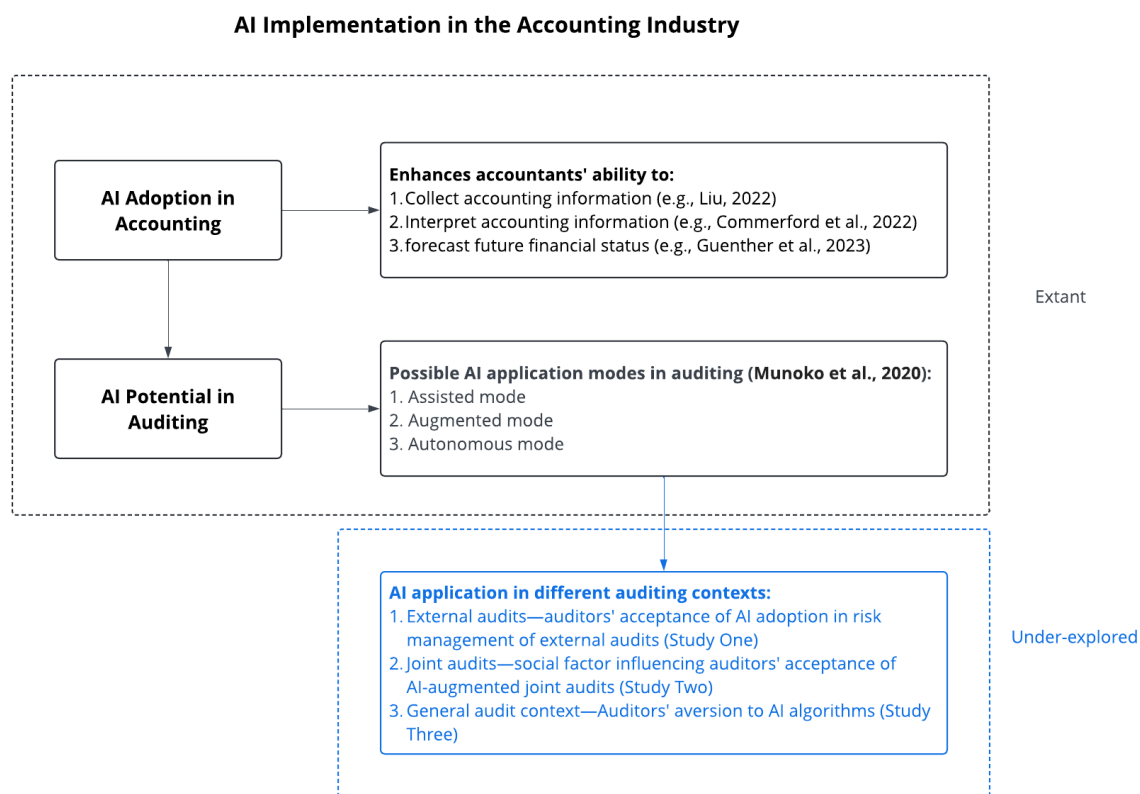 AI Implementation in the Accounting Industry
AI Adoption in
Accounting
Enhances accountants' ability to:
1.Collect accounting information (e.g., Liu, 2022)
2.Interpret accounting information (e.g., Commerford et al., 2022)
3.forecast future financial status (e.g., Guenther et al., 2023)
Extant
AI Potential in
Auditing
Possible AI application modes in auditing (Munoko et al., 2020):
1. Assisted mode
2. Augmented mode
3. Autonomous mode
AI application in different auditing contexts:
1. External audits—auditors' acceptance of AI adoption in risk
management of external audits (Study One)
2. Joint audits—social factor influencing auditors' acceptance of
AI-augmented joint audits (Study Two)
3. General audit context—Auditors' aversion to AI algorithms (Study
Three)
Under-explored